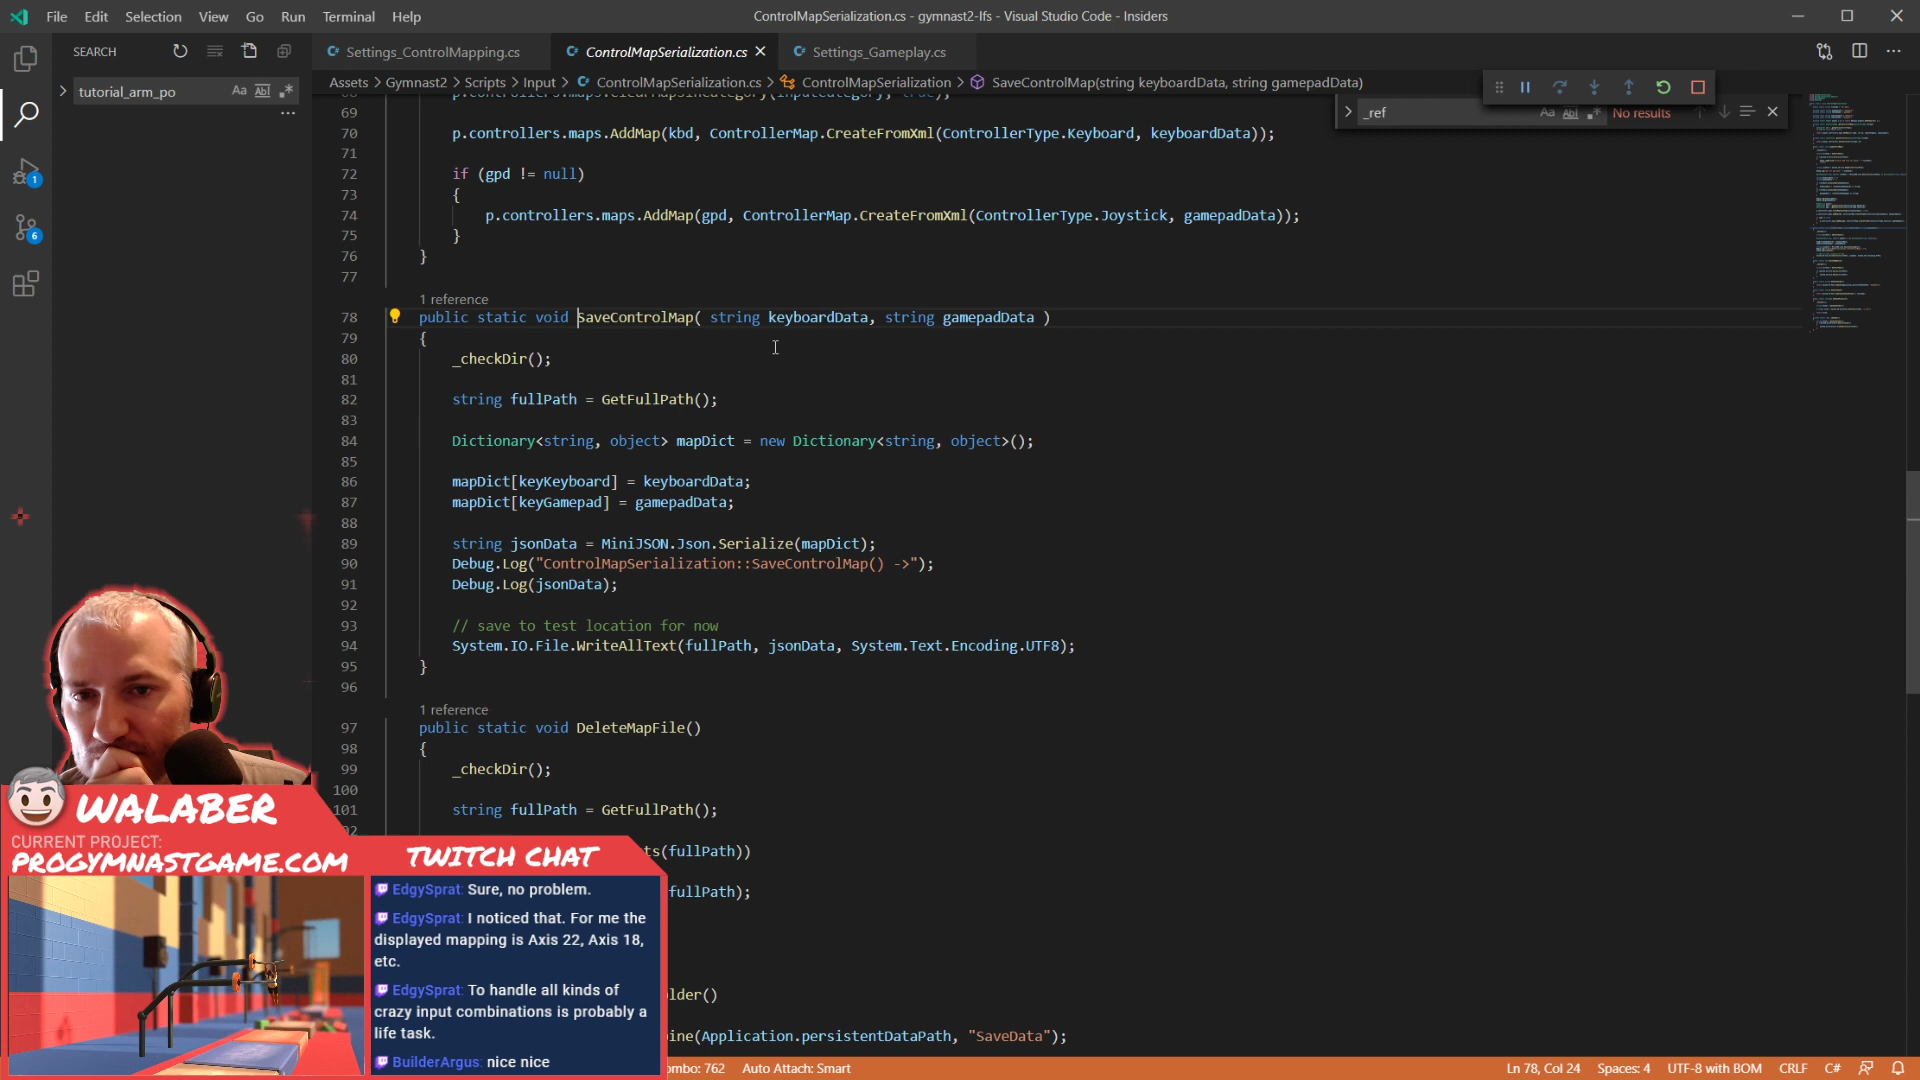 File Edit Selection View Go Run Terminal Help
ControlMapSerialization.cs - gymnast2-lfs - Visual Studio Code - Insiders
SEARCH
Settings_ControlMapping.cs ControlMapSerialization.cs Settings_Gameplay.cs
tutorial_arm_po
Assets > Gymnast2 > Scripts > Input > ControlMapSerialization.cs > ControlMapSerialization > SaveControlMap(string keyboardData, string gamepadData)
_ref No results
69
70 p.controllers.maps.AddMap(kbd, ControllerMap.CreateFromXml(ControllerType.Keyboard, keyboardData));
71
72 if (gpd != null)
73 {
74 p.controllers.maps.AddMap(gpd, ControllerMap.CreateFromXml(ControllerType.Joystick, gamepadData));
75 }
76 }
77
1 reference
78 public static void SaveControlMap( string keyboardData, string gamepadData )
79 {
80 _checkDir();
81
82 string fullPath = GetFullPath();
83
84 Dictionary<string, object> mapDict = new Dictionary<string, object>();
85
86 mapDict[keyKeyboard] = keyboardData;
87 mapDict[keyGamepad] = gamepadData;
88
89 string jsonData = MiniJSON.Json.Serialize(mapDict);
90 Debug.Log("ControlMapSerialization::SaveControlMap() ->");
91 Debug.Log(jsonData);
92
93 // save to test location for now
94 System.IO.File.WriteAllText(fullPath, jsonData, System.Text.Encoding.UTF8);
95 }
96
1 reference
97 public static void DeleteMapFile()
98 {
99 _checkDir();
100
101 string fullPath = GetFullPath();
ts(fullPath))
fullPath);
lder()
ine(Application.persistentDataPath, "SaveData");
1
6
WALABER
CURRENT PROJECT:
PROGYMNASTGAME.COM
TWITCH CHAT
EdgySprat: Sure, no problem.
EdgySprat: I noticed that. For me the
displayed mapping is Axis 22, Axis 18,
etc.
EdgySprat: To handle all kinds of
crazy input combinations is probably a
life task.
BuilderArgus: nice nice
ombo: 762 Auto Attach: Smart
Ln 78, Col 24 Spaces: 4 UTF-8 with BOM CRLF C#